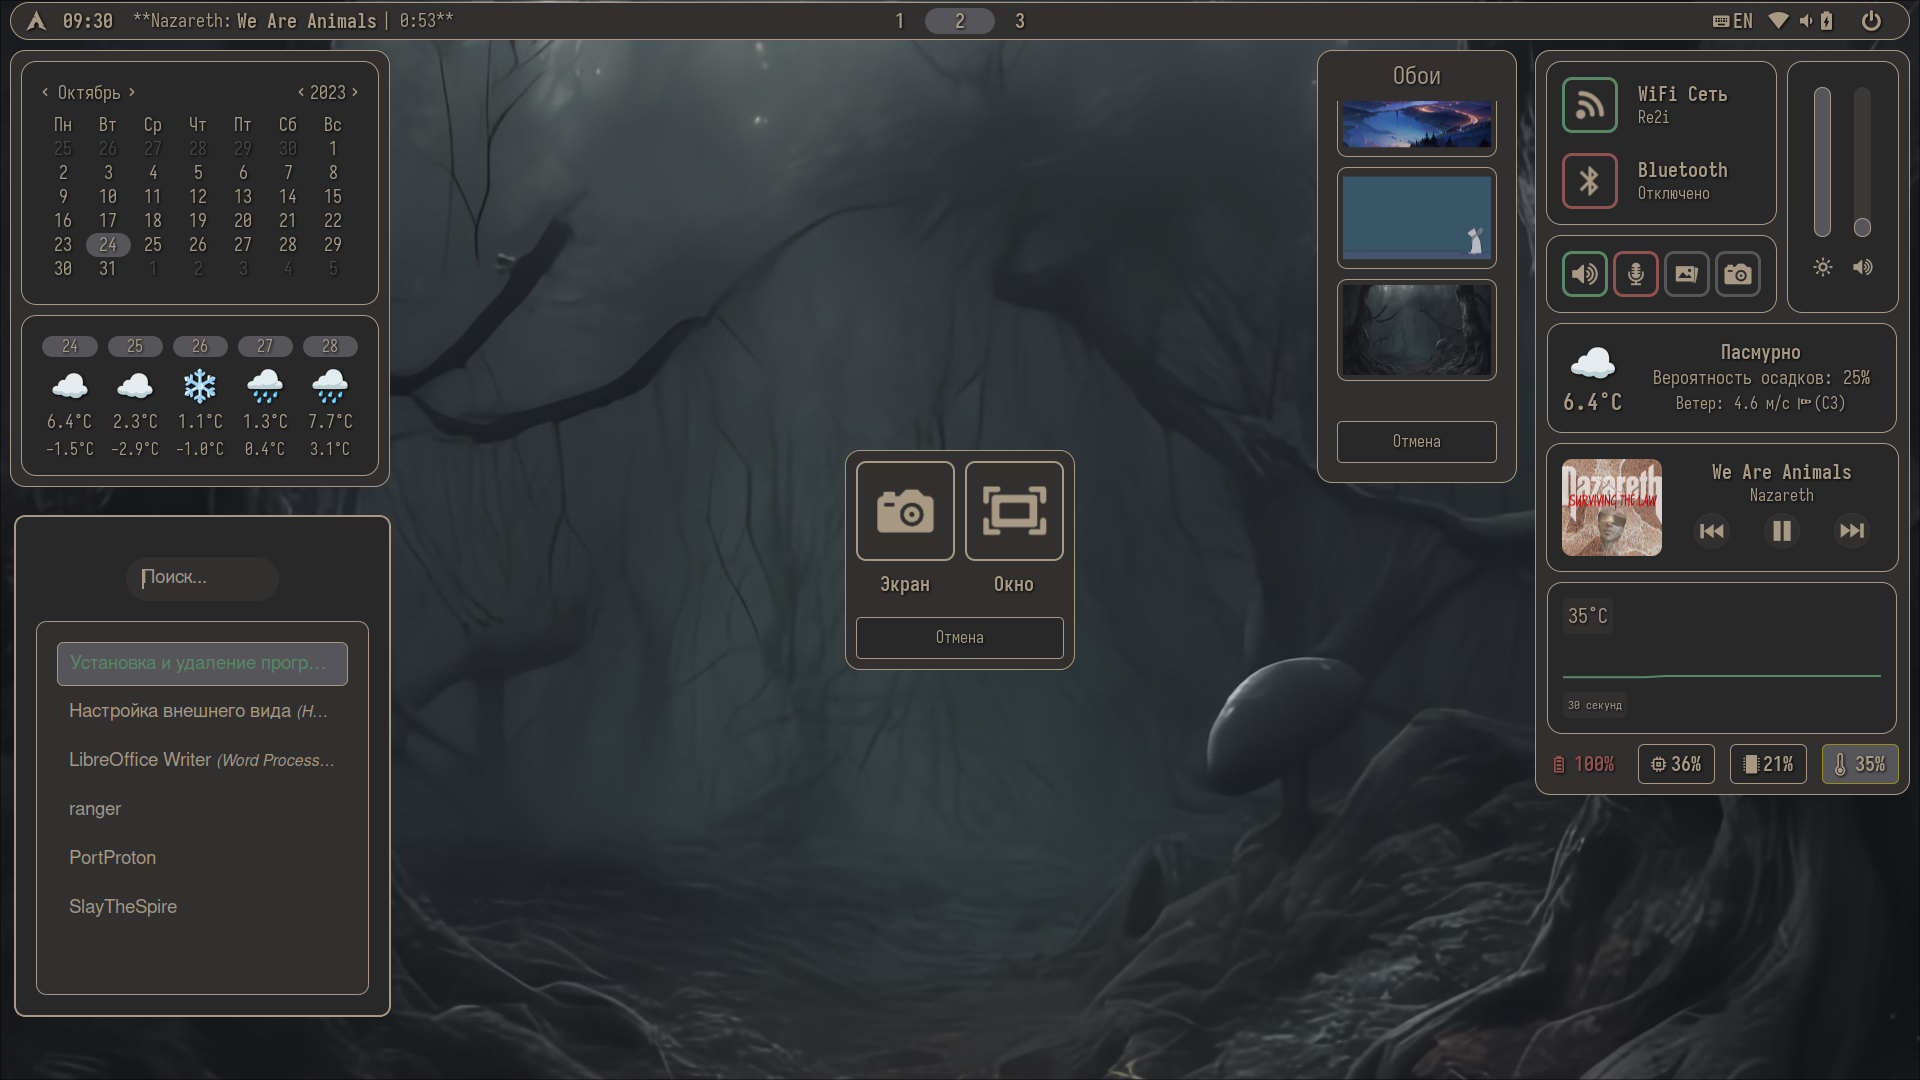 09:30 **Nazareth: We Are Animals | 0:53**
1 2 3
EN
‹ Октябрь › ‹ 2023 ›
Пн Вт Ср Чт Пт Сб Вс
25 26 27 28 29 30 1
2 3 4 5 6 7 8
9 10 11 12 13 14 15
16 17 18 19 20 21 22
23 24 25 26 27 28 29
30 31 1 2 3 4 5
24 25 26 27 28
6.4°C 2.3°C 1.1°C 1.3°C 7.7°C
-1.5°C -2.9°C -1.0°C 0.4°C 3.1°C
Поиск...
Установка и удаление прогр...
Настройка внешнего вида (Н...
LibreOffice Writer (Word Process...
ranger
PortProton
SlayTheSpire
Экран Окно
Отмена
Обои
Отмена
WiFi Сеть
Re2i
Bluetooth
Отключено
Пасмурно
Вероятность осадков: 25%
6.4°C
Ветер: 4.6 м/с (СЗ)
Nazareth
SURVIVING THE LAW
We Are Animals
Nazareth
35°C
30 секунд
100% 36% 21% 35%